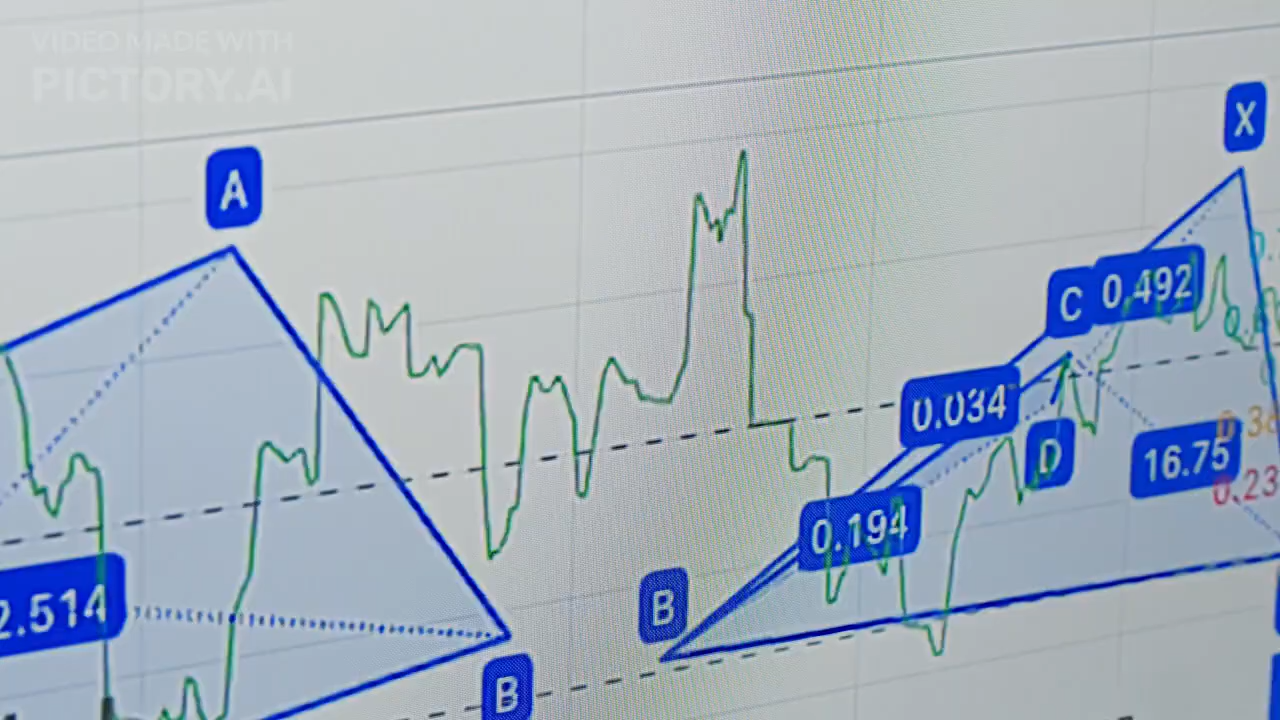 VIDEO MADE WITH
PICTORY.AI
A
X
C
0.492
0.034
D
16.75
0.194
B
2.514
B